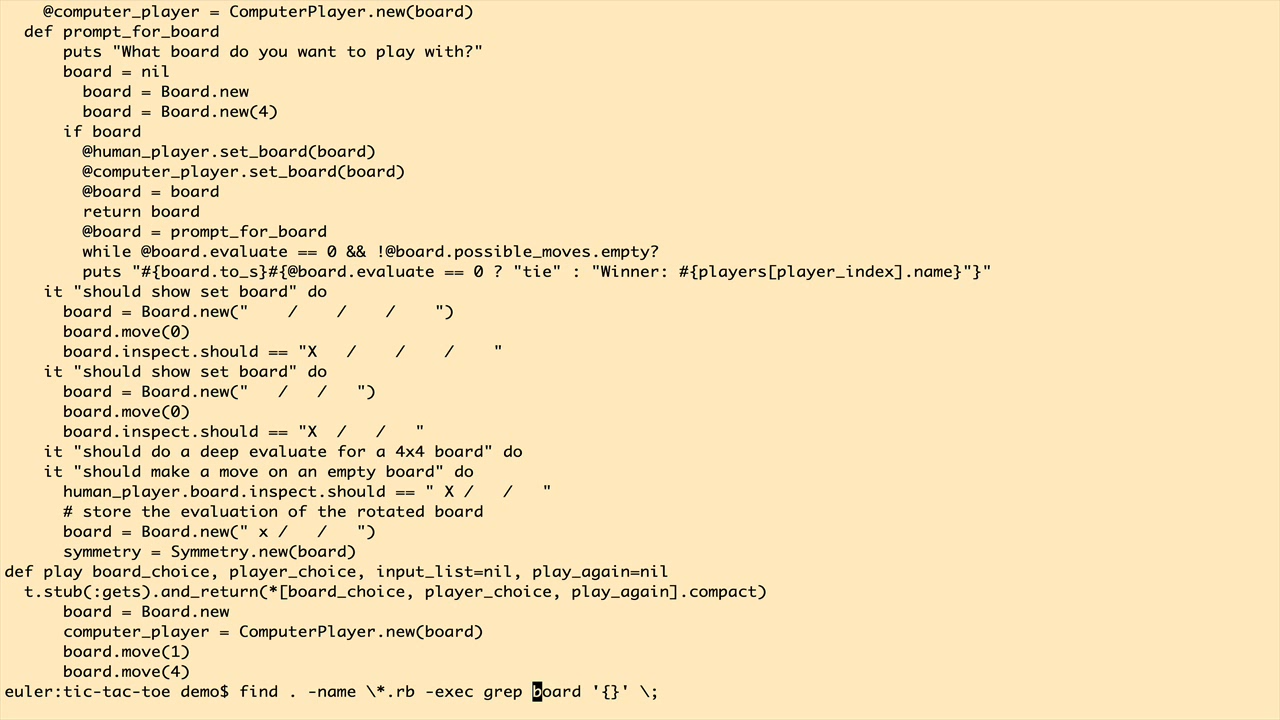 @computer_player = ComputerPlayer.new(board)
  def prompt_for_board
      puts "What board do you want to play with?"
      board = nil
        board = Board.new
        board = Board.new(4)
      if board
        @human_player.set_board(board)
        @computer_player.set_board(board)
        @board = board
        return board
        @board = prompt_for_board
        while @board.evaluate == 0 && !@board.possible_moves.empty?
        puts "#{board.to_s}#{@board.evaluate == 0 ? "tie" : "Winner: #{players[player_index].name}"}"
    it "should show set board" do
      board = Board.new("    /    /    /    ")
      board.move(0)
      board.inspect.should == "X   /    /    /    "
    it "should show set board" do
      board = Board.new("   /   /   ")
      board.move(0)
      board.inspect.should == "X  /   /   "
    it "should do a deep evaluate for a 4x4 board" do
    it "should make a move on an empty board" do
      human_player.board.inspect.should == " X /   /   "
      # store the evaluation of the rotated board
      board = Board.new(" x /   /   ")
      symmetry = Symmetry.new(board)
def play board_choice, player_choice, input_list=nil, play_again=nil
  t.stub(:gets).and_return(*[board_choice, player_choice, play_again].compact)
      board = Board.new
      computer_player = ComputerPlayer.new(board)
      board.move(1)
      board.move(4)
euler:tic-tac-toe demo$ find . -name \*.rb -exec grep board '{}' \;